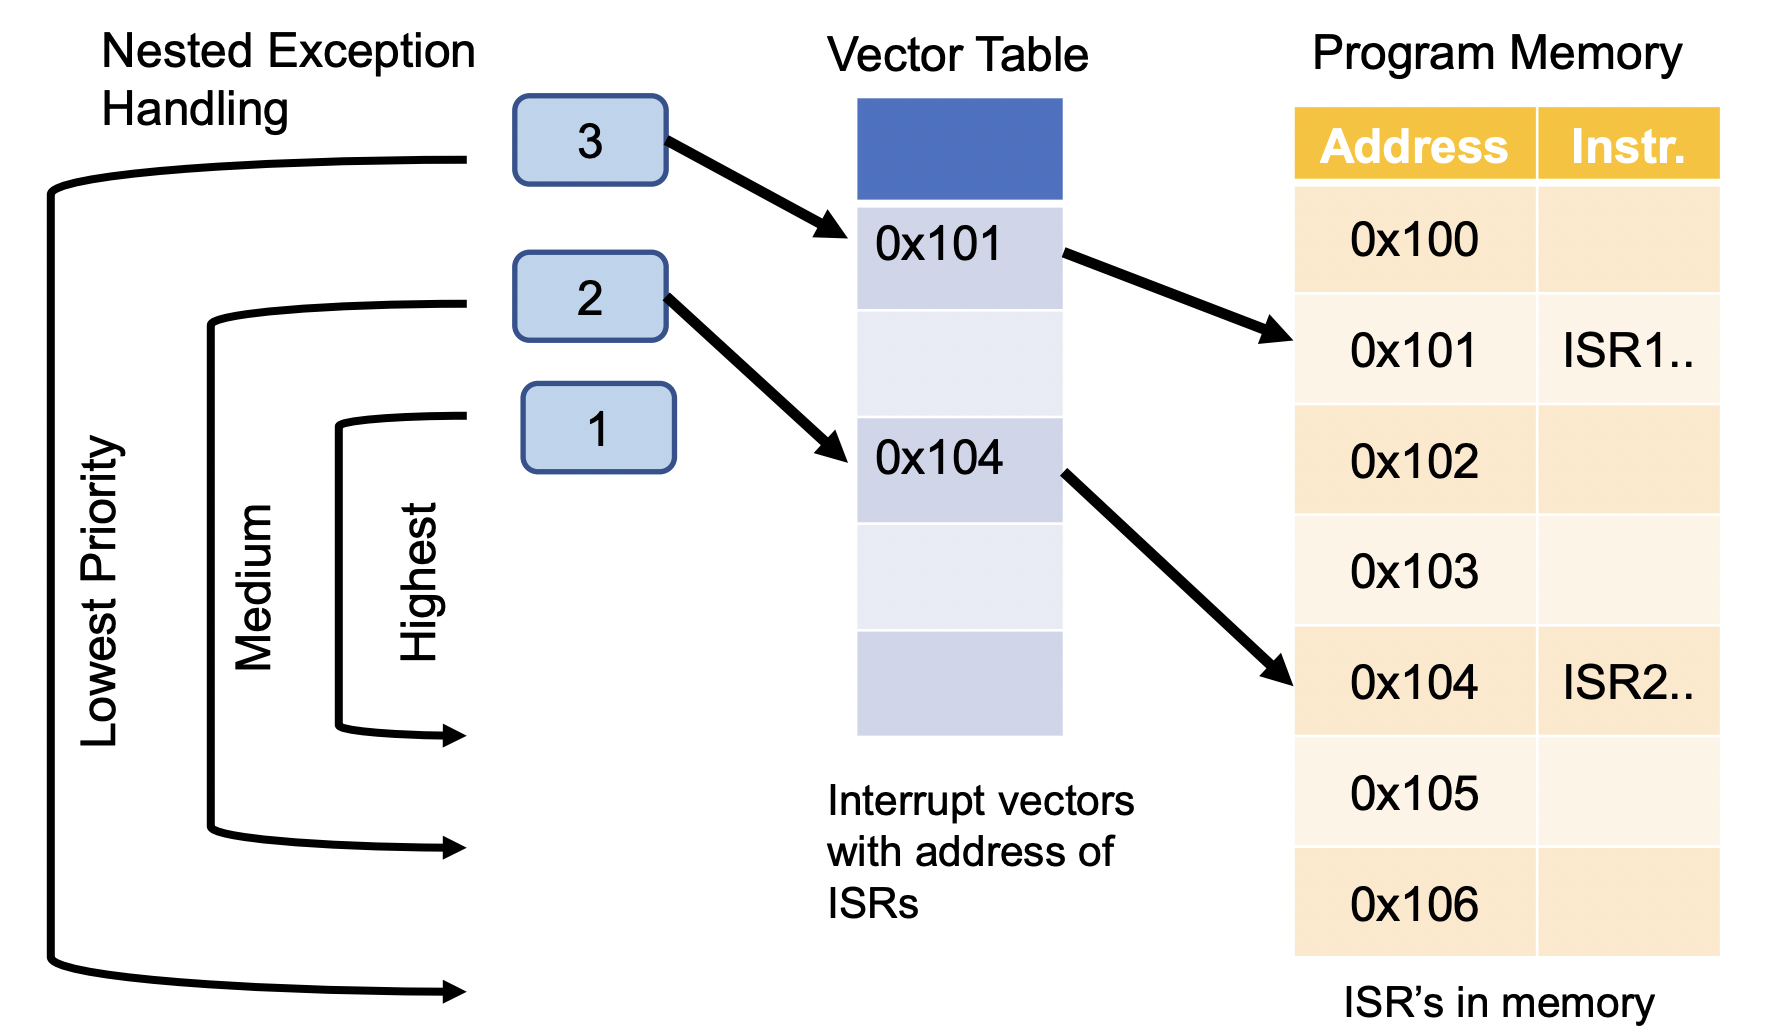 Nested Exception
Handling
Lowest Priority
Medium
Highest
3
2
1
Vector Table
0x101
0x104
Interrupt vectors
with address of
ISRs
Program Memory
Address Instr.
0x100
0x101 ISR1..
0x102
0x103
0x104 ISR2..
0x105
0x106
ISR’s in memory